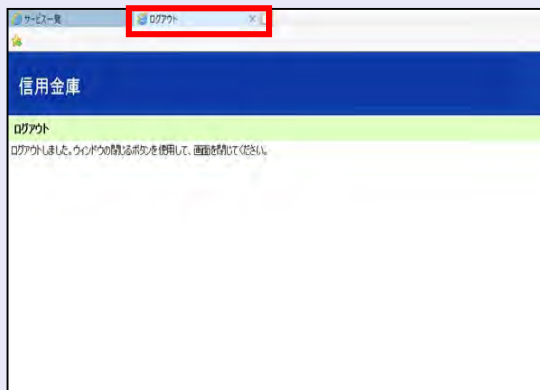 サービス一覧
ログアウト
信用金庫
ログアウト
ログアウトしました。ウィンドウの閉じるボタンを使用して、画面を閉じてください。